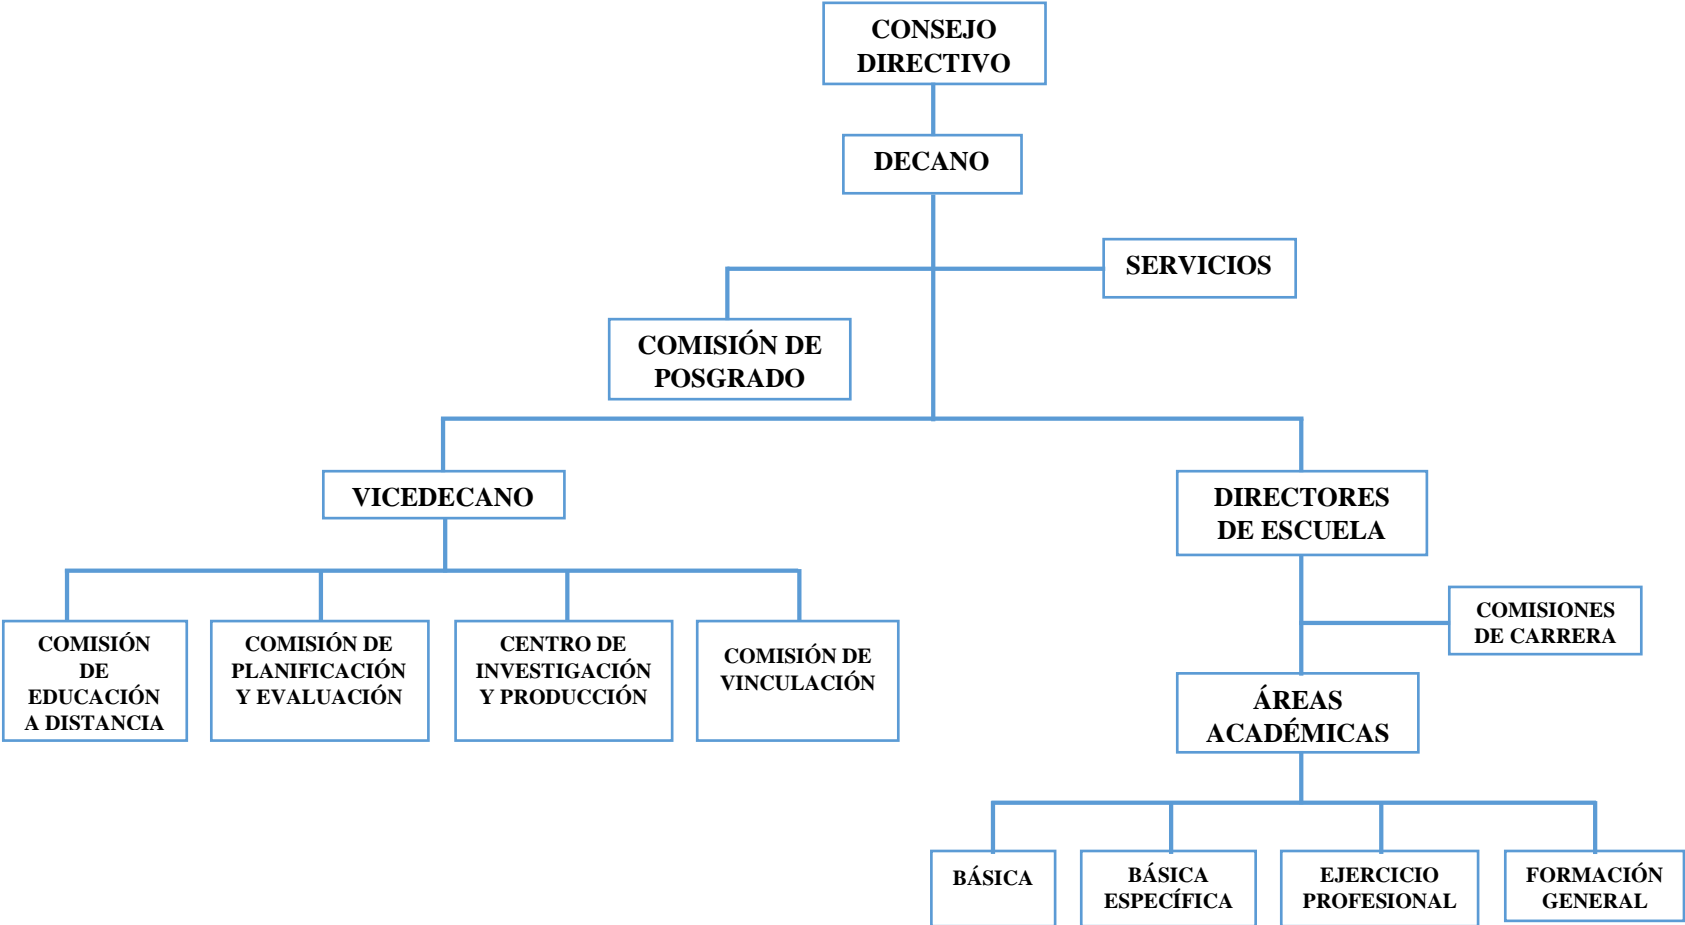 CONSEJO
DIRECTIVO
DECANO
SERVICIOS
COMISIÓN DE
POSGRADO
VICEDECANO
DIRECTORES
DE ESCUELA
COMISIONES
DE CARRERA
COMISIÓN
DE
EDUCACIÓN
A DISTANCIA
COMISIÓN DE
PLANIFICACIÓN
Y EVALUACIÓN
CENTRO DE
INVESTIGACIÓN
Y PRODUCCIÓN
COMISIÓN DE
VINCULACIÓN
ÁREAS
ACADÉMICAS
BÁSICA
BÁSICA
ESPECÍFICA
EJERCICIO
PROFESIONAL
FORMACIÓN
GENERAL